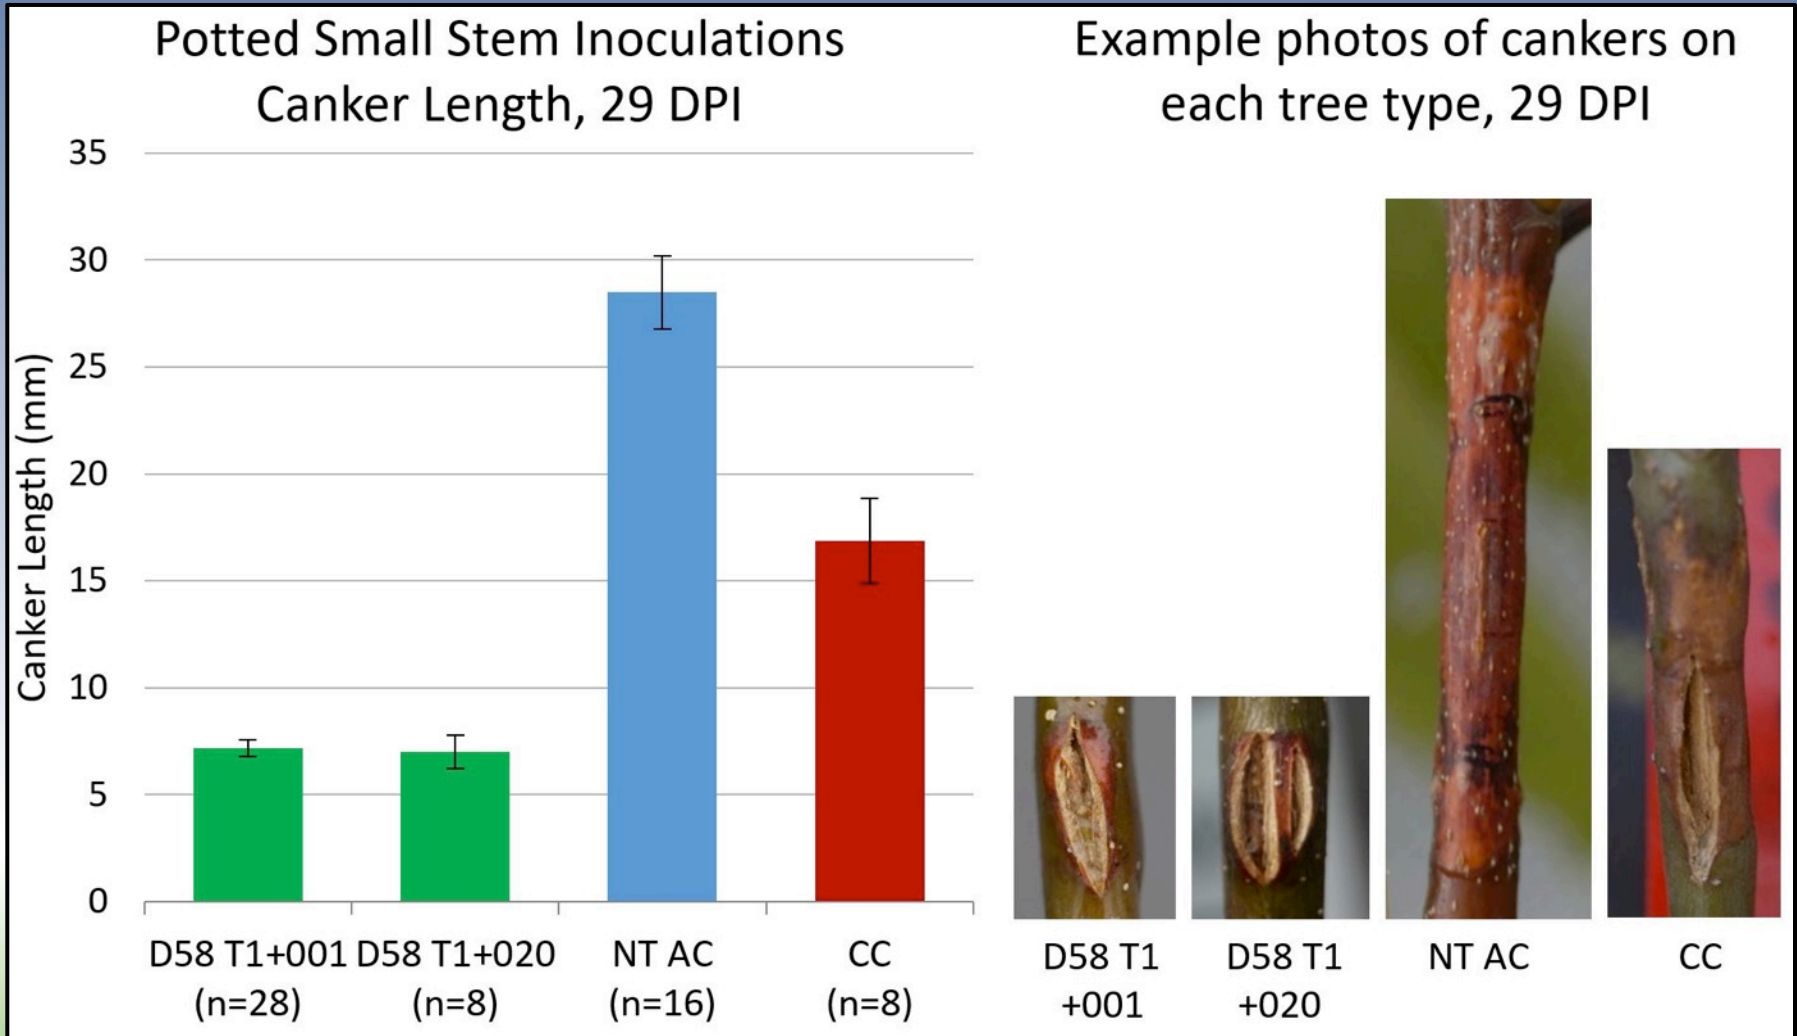 Potted Small Stem Inoculations
Canker Length, 29 DPI
Canker Length (mm)
35
30
25
20
15
10
5
0
D58 T1+001
(n=28)
D58 T1+020
(n=8)
NT AC
(n=16)
CC
(n=8)
Example photos of cankers on
each tree type, 29 DPI
D58 T1
+001
D58 T1
+020
NT AC
CC